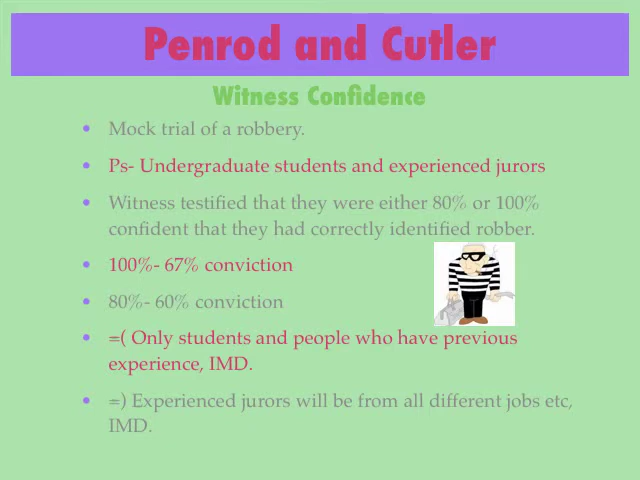 Penrod and Cutler
Witness Confidence
• Mock trial of a robbery.
• Ps- Undergraduate students and experienced jurors
• Witness testified that they were either 80% or 100%
confident that they had correctly identified robber.
• 100%- 67% conviction
• 80%- 60% conviction
• =( Only students and people who have previous
experience, IMD.
• =) Experienced jurors will be from all different jobs etc,
IMD.